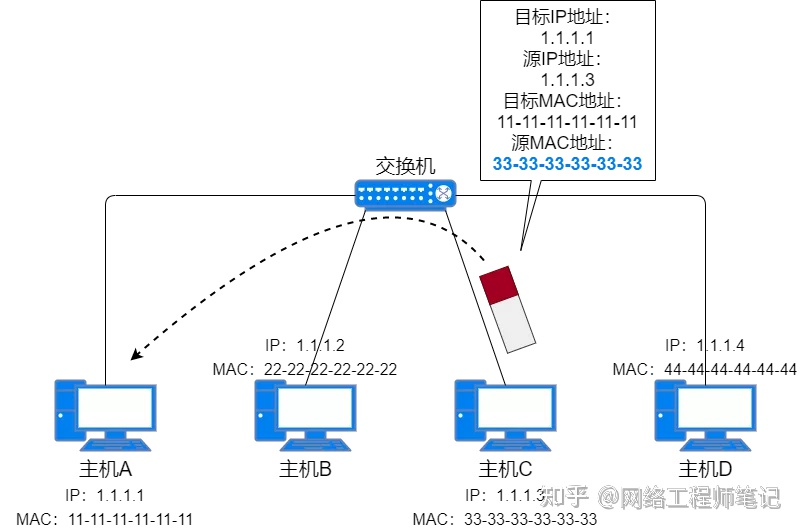 目标IP地址：
1.1.1.1
源IP地址：
1.1.1.3
目标MAC地址：
11-11-11-11-11-11
源MAC地址：
33-33-33-33-33-33
交换机
IP：1.1.1.2
MAC：22-22-22-22-22-22
IP：1.1.1.4
MAC：44-44-44-44-44-44
主机A
主机B
主机C
主机D
IP：1.1.1.1
MAC：11-11-11-11-11-11
IP：1.1.1.3
MAC：33-33-33-33-33-33
知乎 @网络工程师笔记